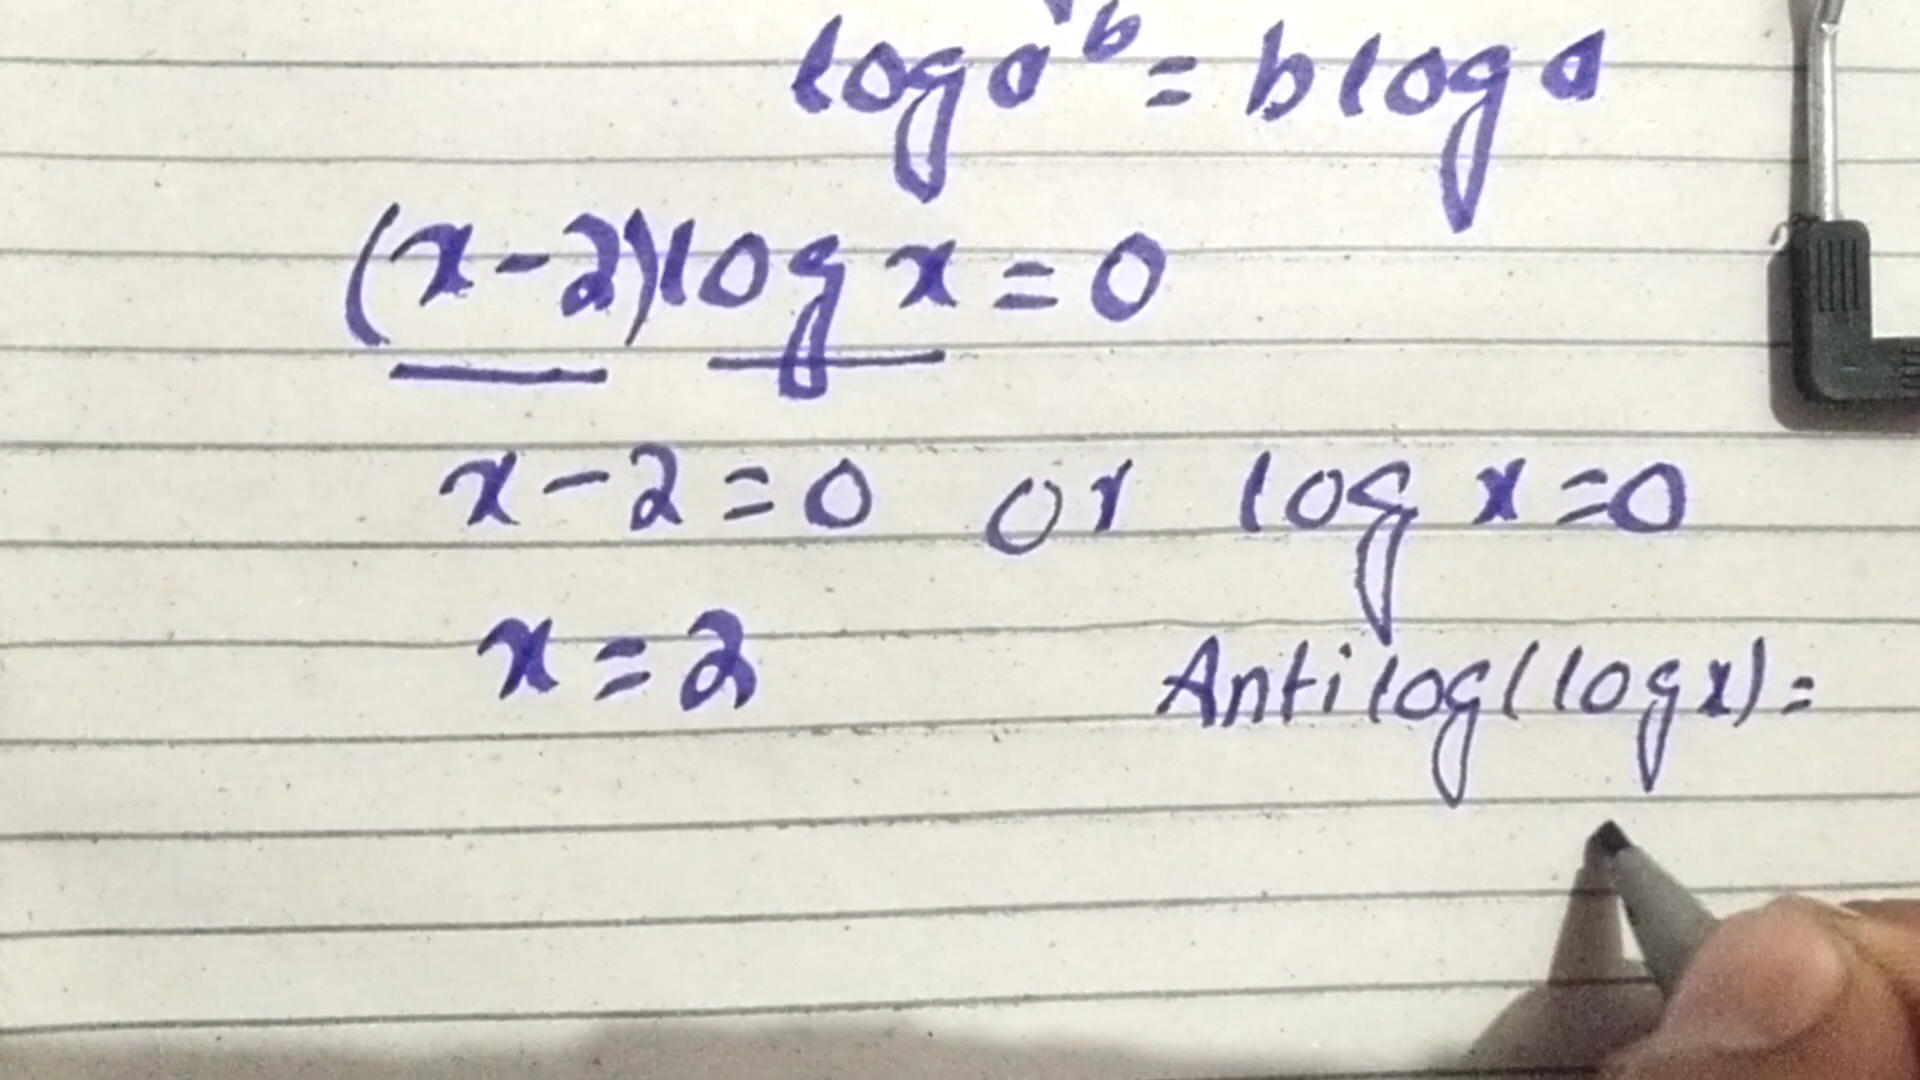 log a^b = b log a
(x-2) log x = 0
x-2=0 or log x=0
x=2 Antilog(log x)=